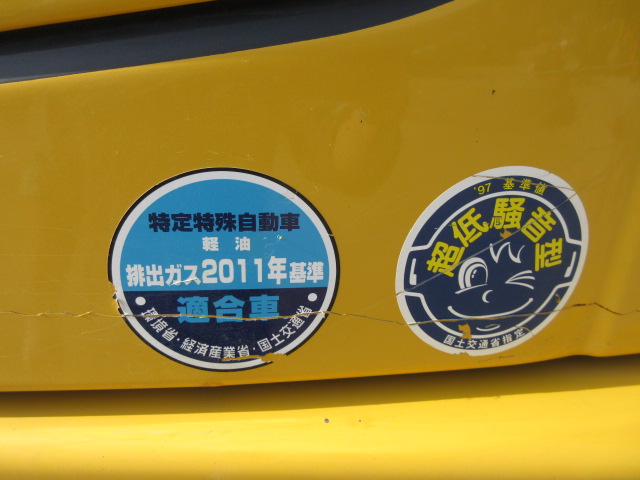 特定特殊自動車
軽油
排出ガス2011年基準
適合車
環境省・経済産業省・国土交通省
'97 基準値
超低騒音型
国土交通省指定